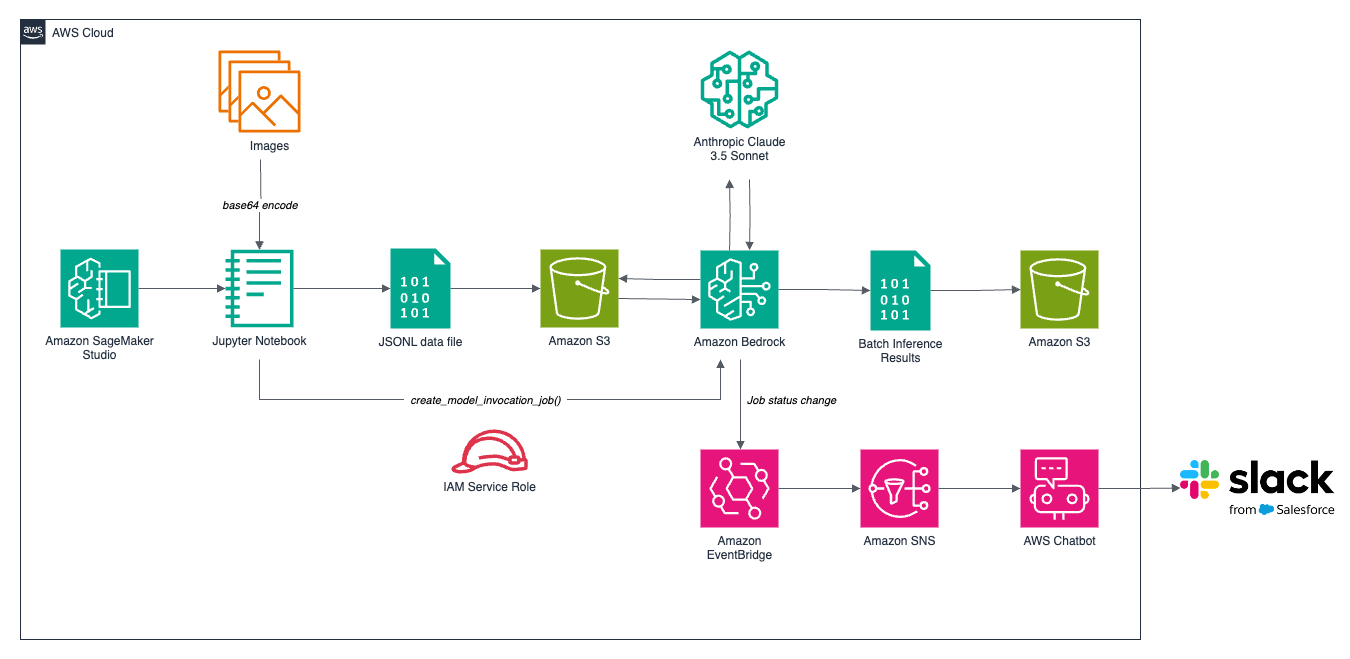 aws
AWS Cloud
Images
Anthropic Claude
3.5 Sonnet
base64 encode
Amazon SageMaker
Studio
Jupyter Notebook
101
010
101
JSONL data file
Amazon S3
Amazon Bedrock
101
010
101
Batch Inference
Results
Amazon S3
create_model_invocation_job()
Job status change
IAM Service Role
Amazon
EventBridge
Amazon SNS
AWS Chatbot
slack
from Salesforce